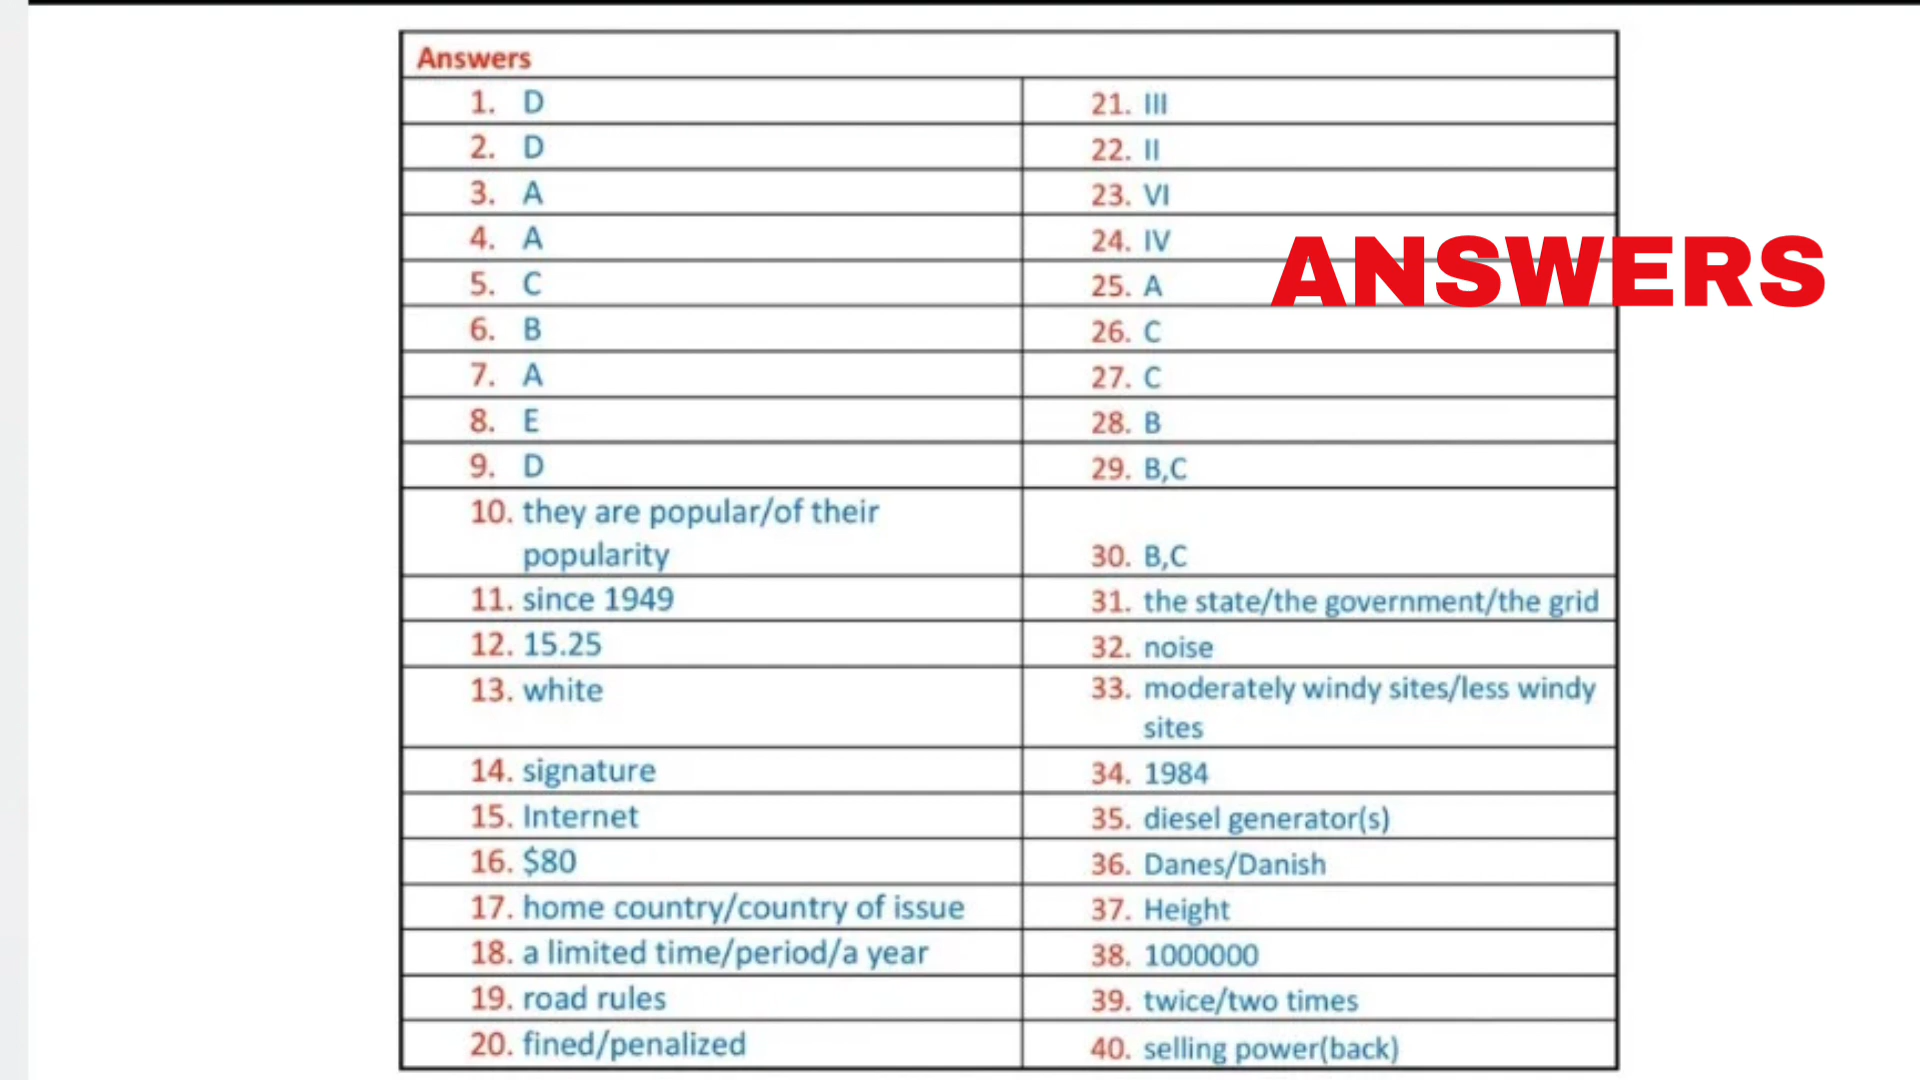 Answers
1. D
2. D
3. A
4. A
5. C
6. B
7. A
8. E
9. D
10. they are popular/of their
popularity
11. since 1949
12. 15.25
13. white
14. signature
15. Internet
16. $80
17. home country/country of issue
18. a limited time/period/a year
19. road rules
20. fined/penalized
21. III
22. II
23. VI
24. IV
25. A
26. C
27. C
28. B
29. B,C
30. B,C
31. the state/the government/the grid
32. noise
33. moderately windy sites/less windy
sites
34. 1984
35. diesel generator(s)
36. Danes/Danish
37. Height
38. 1000000
39. twice/two times
40. selling power(back)
ANSWERS